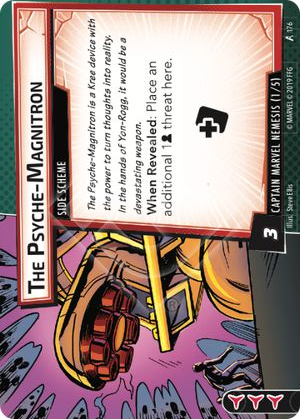 THE PSYCHE-MAGNITRON
SIDE SCHEME
The Psyche-Magnitron is a Kree device with
the power to turn thoughts into reality.
In the hands of Yon-Rogg, it would be a
devastating weapon.
When Revealed: Place an
additional 1 threat here.
3
CAPTAIN MARVEL NEMESIS (1/5)
Illus. Steve Ellis
© MARVEL © 2019 FFG
176